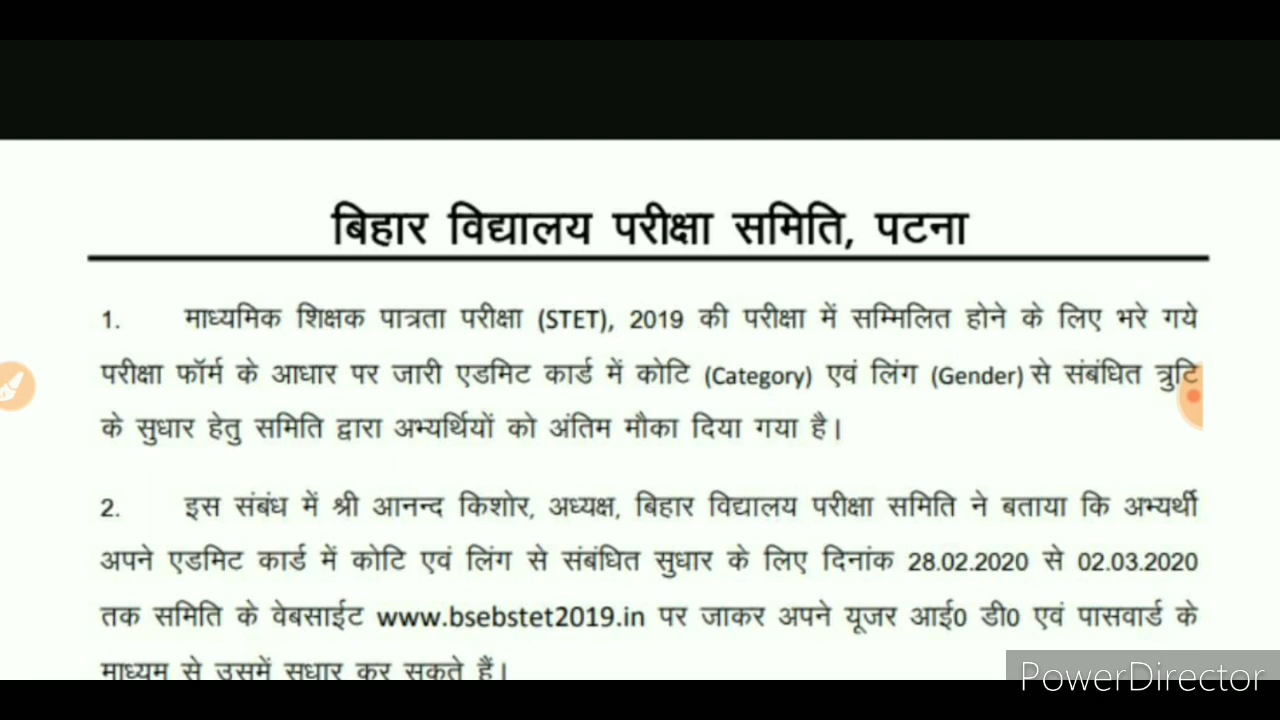 बिहार विद्यालय परीक्षा समिति, पटना
1. माध्यमिक शिक्षक पात्रता परीक्षा (STET), 2019 की परीक्षा में सम्मिलित होने के लिए भरे गये
परीक्षा फॉर्म के आधार पर जारी एडमिट कार्ड में कोटि (Category) एवं लिंग (Gender) से संबंधित त्रुटि
के सुधार हेतु समिति द्वारा अभ्यर्थियों को अंतिम मौका दिया गया है।
2. इस संबंध में श्री आनन्द किशोर, अध्यक्ष, बिहार विद्यालय परीक्षा समिति ने बताया कि अभ्यर्थी
अपने एडमिट कार्ड में कोटि एवं लिंग से संबंधित सुधार के लिए दिनांक 28.02.2020 से 02.03.2020
तक समिति के वेबसाईट www.bsebstet2019.in पर जाकर अपने यूजर आई0 डी0 एवं पासवार्ड के
माध्यम से उसमें सुधार कर सकते हैं।
PowerDirector